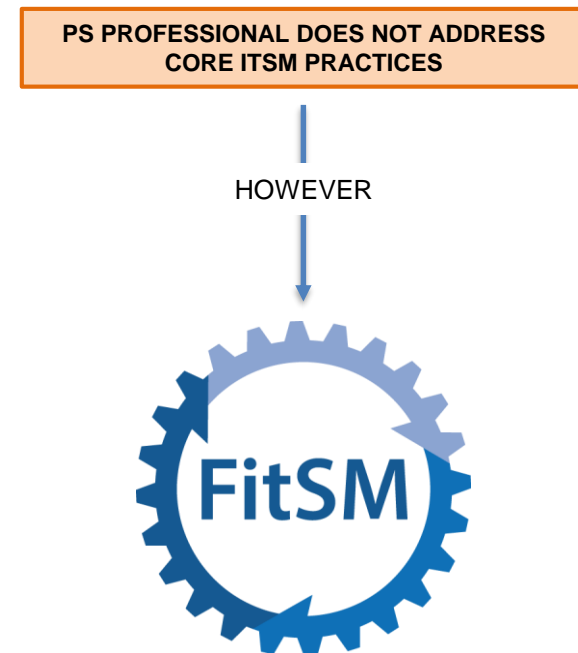 PS PROFESSIONAL DOES NOT ADDRESS
CORE ITSM PRACTICES
HOWEVER
FitSM